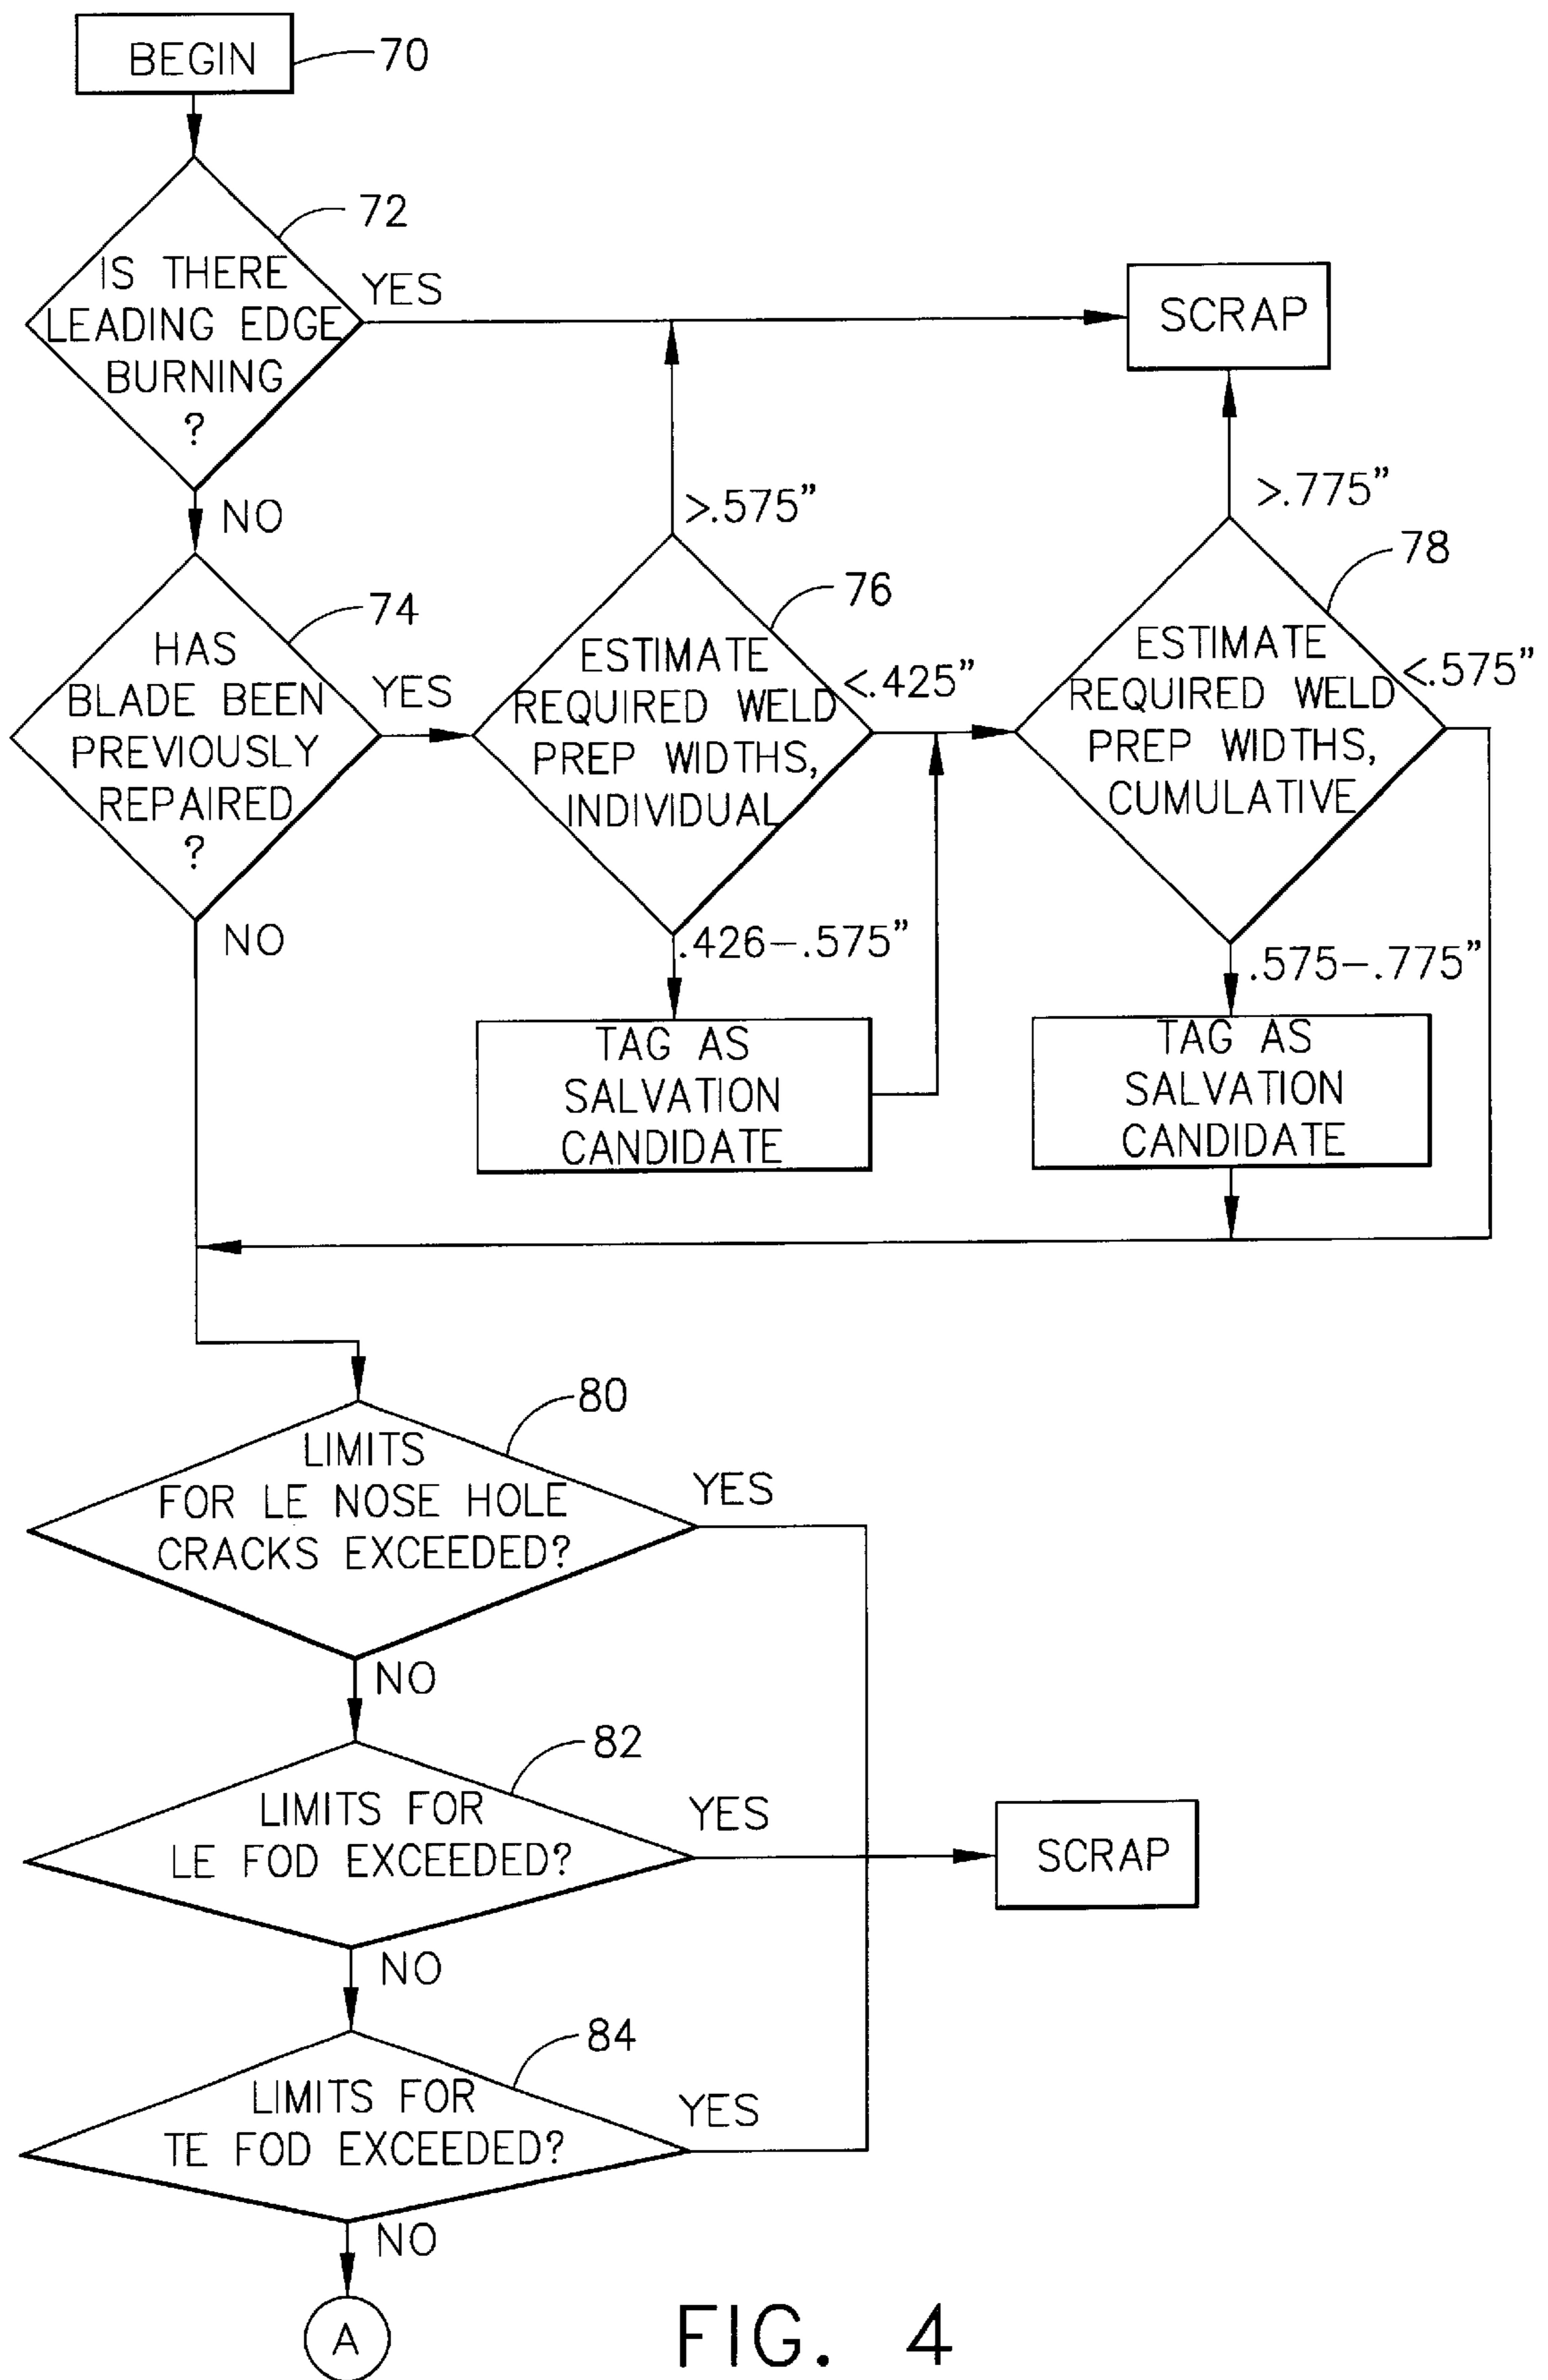 BEGIN
70
72
IS THERE
LEADING EDGE
BURNING
?
YES
SCRAP
NO
>.575”
>.775”
74
HAS
BLADE BEEN
PREVIOUSLY
REPAIRED
?
YES
76
ESTIMATE
REQUIRED WELD
PREP WIDTHS,
INDIVIDUAL
<.425”
78
ESTIMATE
REQUIRED WELD
PREP WIDTHS,
CUMULATIVE
<.575”
NO
.426–.575”
.575–.775”
TAG AS
SALVATION
CANDIDATE
TAG AS
SALVATION
CANDIDATE
80
LIMITS
FOR LE NOSE HOLE
CRACKS EXCEEDED?
YES
NO
82
LIMITS FOR
LE FOD EXCEEDED?
YES
SCRAP
NO
84
LIMITS FOR
TE FOD EXCEEDED?
YES
NO
A
FIG. 4